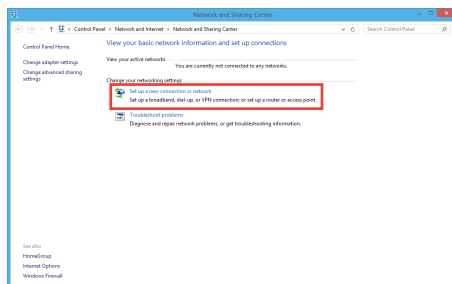 Network and Sharing Center
Control Panel › Network and Internet › Network and Sharing Center
Search Control Panel
Control Panel Home
Change adapter settings
Change advanced sharing
settings
View your basic network information and set up connections
View your active networks
You are currently not connected to any networks.
Change your networking settings
Set up a new connection or network
Set up a broadband, dial-up, or VPN connection; or set up a router or access point.
Troubleshoot problems
Diagnose and repair network problems, or get troubleshooting information.
See also
HomeGroup
Internet Options
Windows Firewall